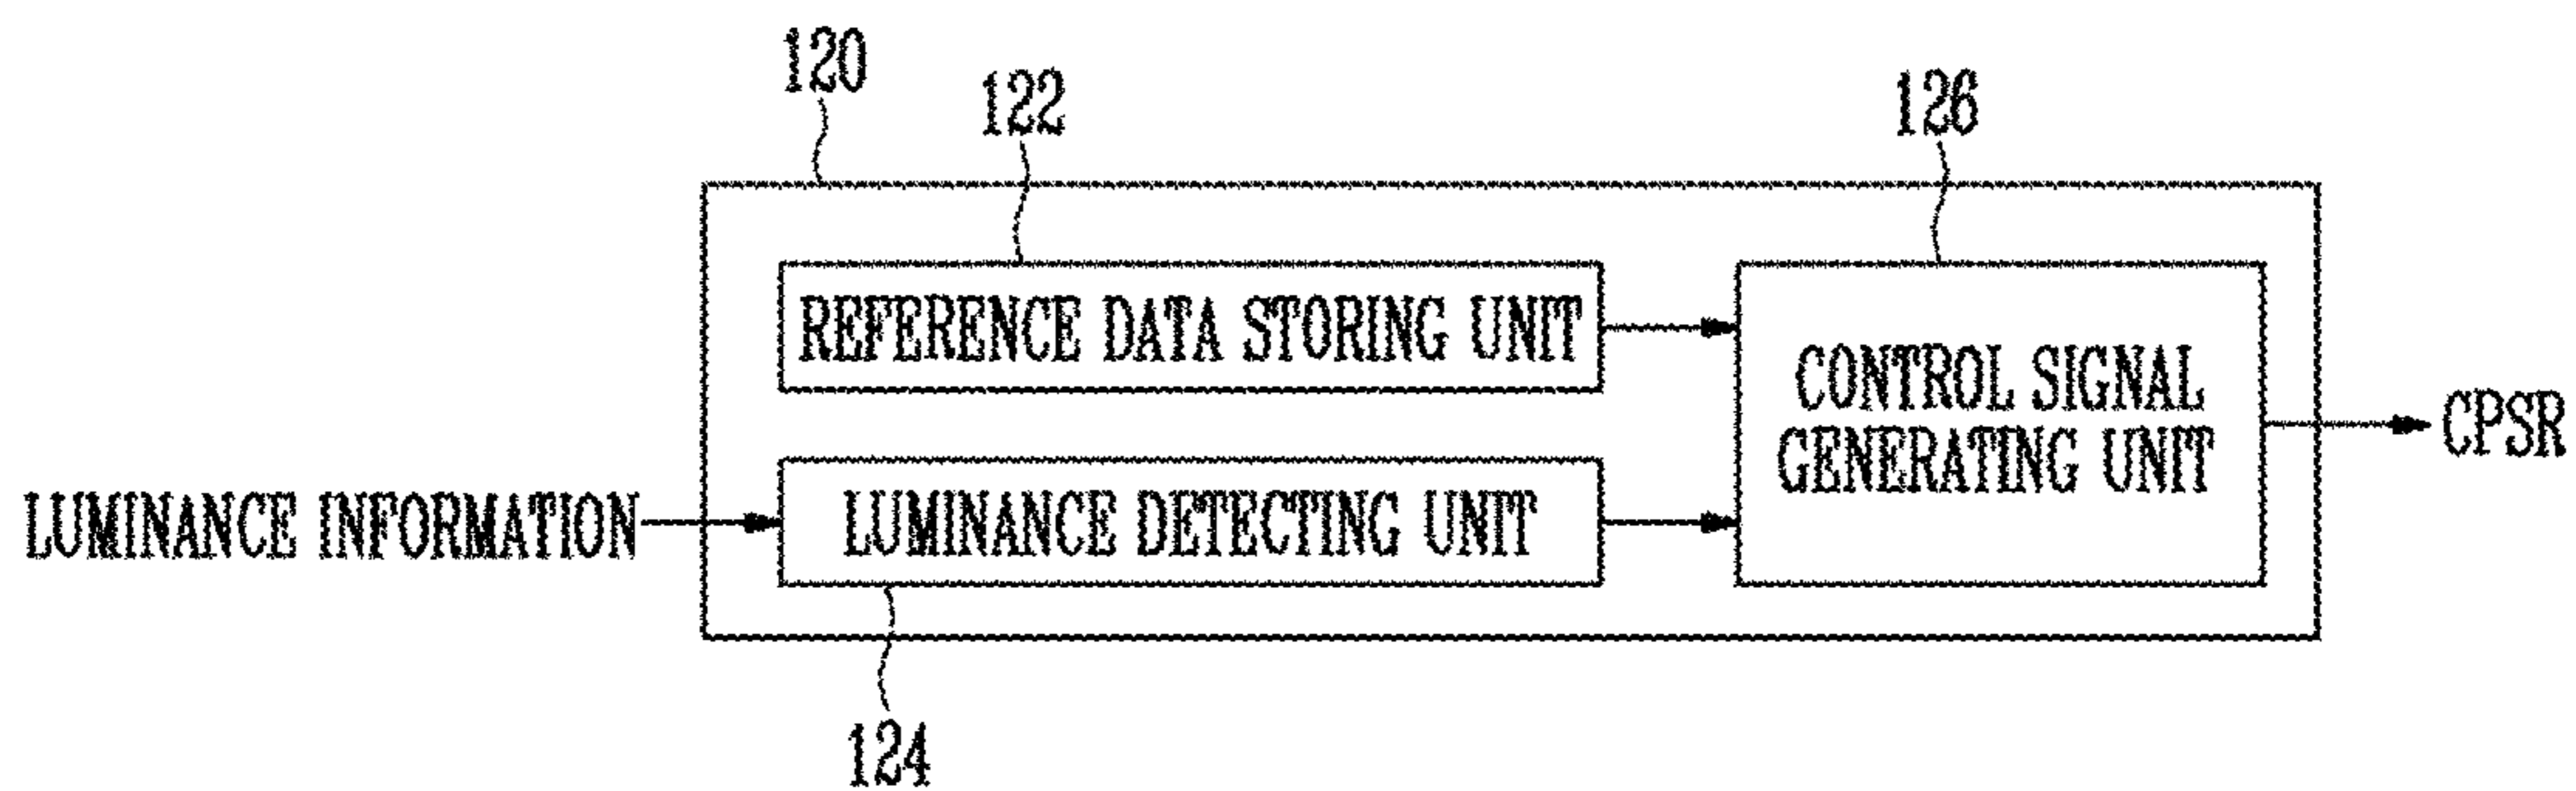 120
122
126
REFERENCE DATA STORING UNIT
CONTROL SIGNAL
GENERATING UNIT
CPSR
LUMINANCE INFORMATION
LUMINANCE DETECTING UNIT
124